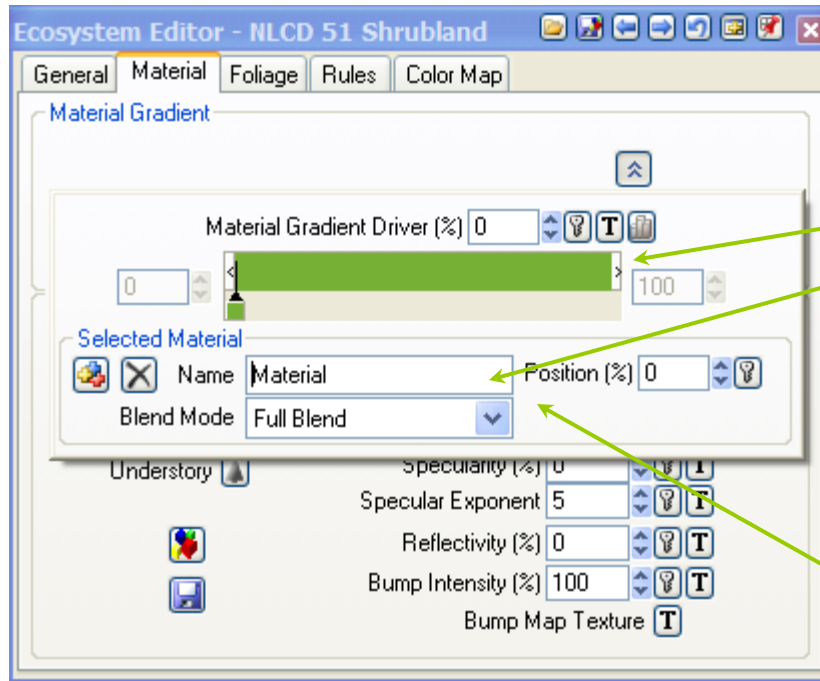 Ecosystem Editor - NLCD 51 Shrubland
General Material Foliage Rules Color Map
Material Gradient
Material Gradient Driver (%) 0 T
0 < > 100
Selected Material
Name Material Position (%) 0
Blend Mode Full Blend
Understory Specularity (%) 0 T
Specular Exponent 5 T
Reflectivity (%) 0 T
Bump Intensity (%) 100 T
Bump Map Texture T